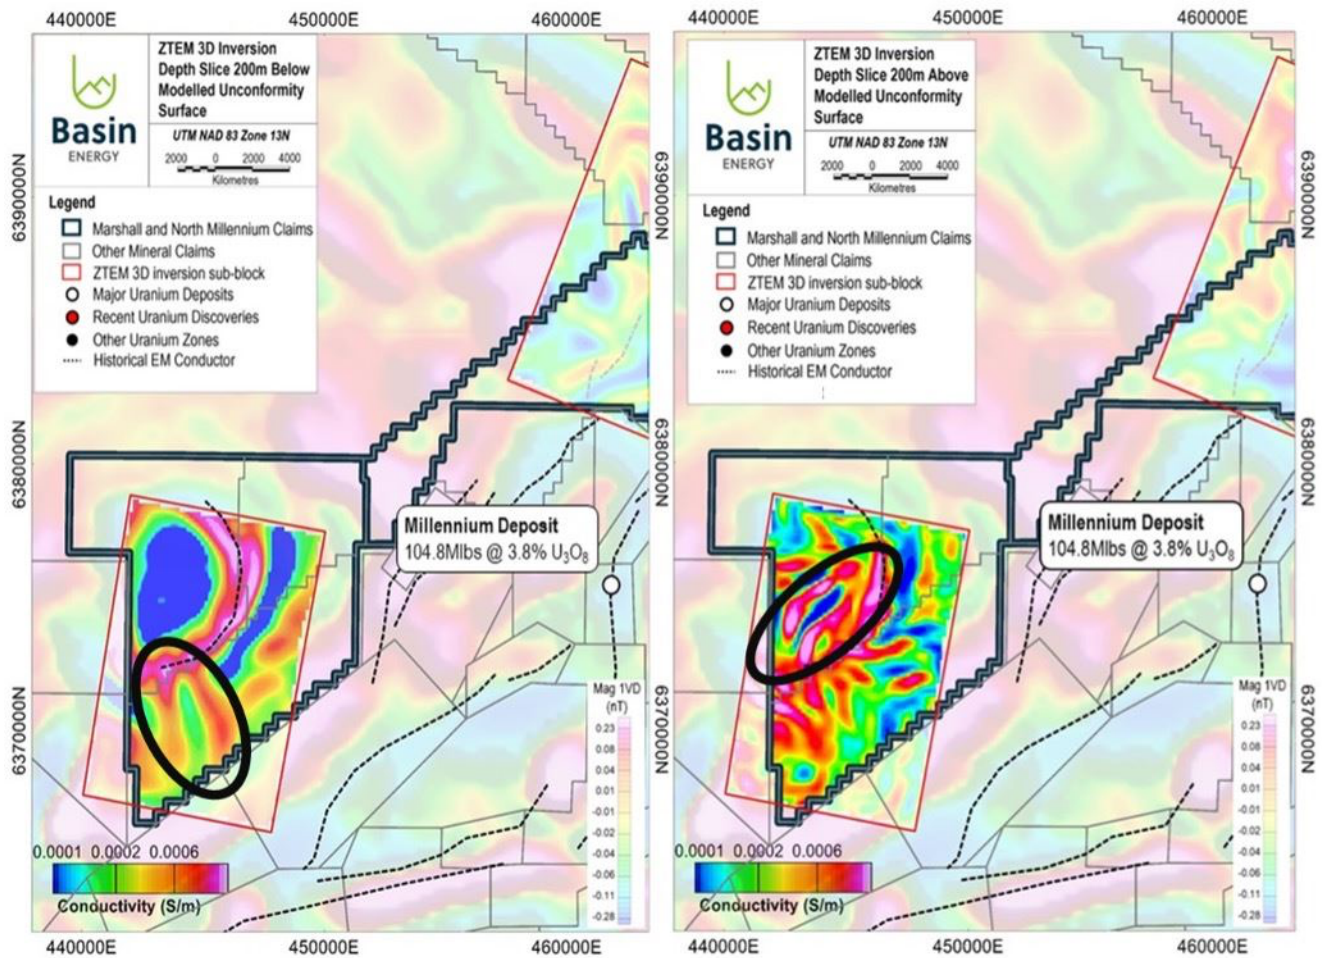 440000E 450000E 460000E
Basin
ENERGY
ZTEM 3D Inversion
Depth Slice 200m Below
Modelled Unconformity
Surface
UTM NAD 83 Zone 13N
2000 0 2000 4000
Kilometres
Legend
Marshall and North Millennium Claims
Other Mineral Claims
ZTEM 3D inversion sub-block
Major Uranium Deposits
Recent Uranium Discoveries
Other Uranium Zones
Historical EM Conductor
6390000N
6380000N
6370000N
Millennium Deposit
104.8Mlbs @ 3.8% U₃O₈
Mag 1VD
(nT)
0.23
0.08
0.04
0.01
-0.01
-0.02
-0.04
-0.06
-0.11
-0.28
0.0001 0.0002 0.0006
Conductivity (S/m)
440000E 450000E 460000E
6390000N
6380000N
6370000N
440000E 450000E 460000E
Basin
ENERGY
ZTEM 3D Inversion
Depth Slice 200m Above
Modelled Unconformity
Surface
UTM NAD 83 Zone 13N
2000 0 2000 4000
Kilometres
Legend
Marshall and North Millennium Claims
Other Mineral Claims
ZTEM 3D inversion sub-block
Major Uranium Deposits
Recent Uranium Discoveries
Other Uranium Zones
Historical EM Conductor
Millennium Deposit
104.8Mlbs @ 3.8% U₃O₈
Mag 1VD
(nT)
0.23
0.08
0.04
0.01
-0.01
-0.02
-0.04
-0.06
-0.11
-0.28
0.0001 0.0002 0.0006
Conductivity (S/m)
440000E 450000E 460000E
6390000N
6380000N
6370000N